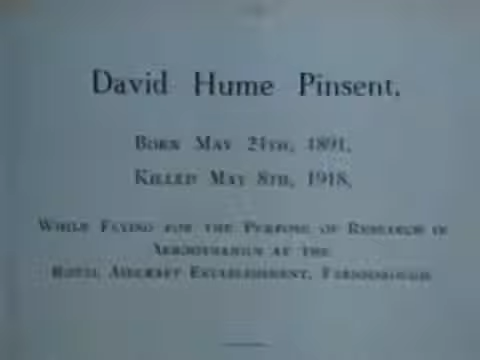 David Hume Pinsent.
Born May 24th, 1891.
Killed May 8th, 1918,
While Flying for the Purpose of Research in
Aerodynamics at the
Royal Aircraft Establishment, Farnborough